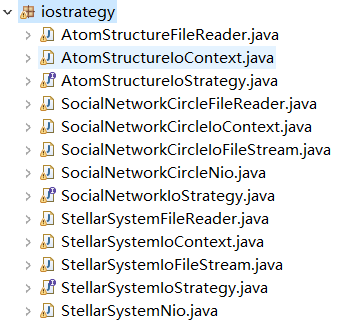 iostrategy
AtomStructureFileReader.java
AtomStructureIoContext.java
AtomStructureIoStrategy.java
SocialNetworkCircleFileReader.java
SocialNetworkCircleIoContext.java
SocialNetworkCircleIoFileStream.java
SocialNetworkCircleNio.java
SocialNetworkIoStrategy.java
StellarSystemFileReader.java
StellarSystemIoContext.java
StellarSystemIoFileStream.java
StellarSystemIoStrategy.java
StellarSystemNio.java